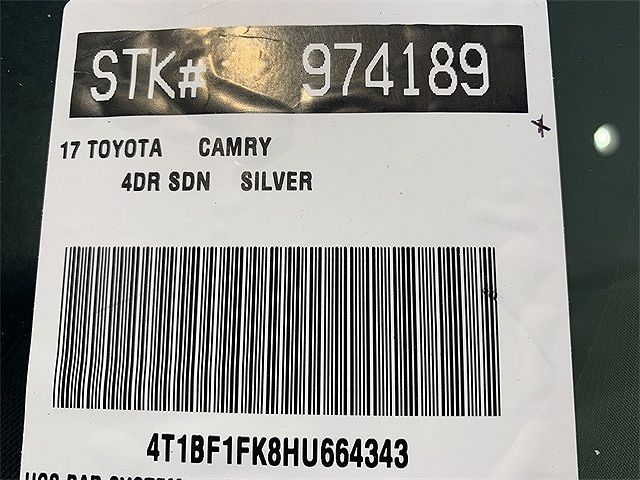 STK# 974189
17 TOYOTA CAMRY
4DR SDN SILVER
4T1BF1FK8HU664343